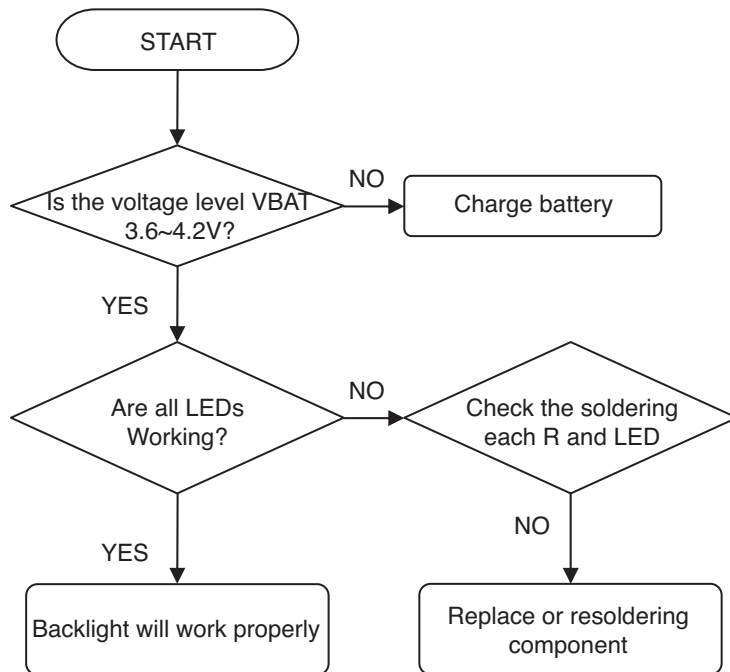 START
Is the voltage level VBAT
3.6~4.2V?
NO
Charge battery
YES
Are all LEDs
Working?
NO
Check the soldering
each R and LED
YES
NO
Backlight will work properly
Replace or resoldering
component